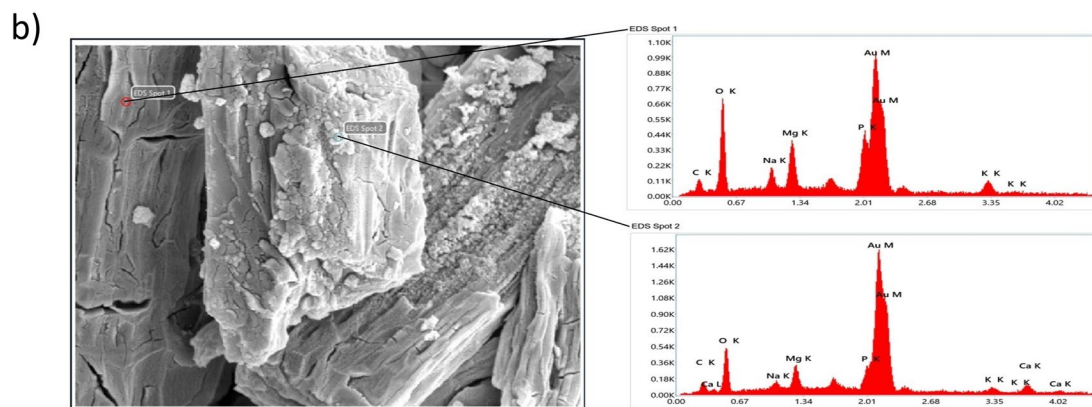 b)
EDS Spot 1
EDS Spot 2
EDS Spot 1
1.10K
0.99K
0.88K
0.77K
0.66K
0.55K
0.44K
0.33K
0.22K
0.11K
0.00K
C K
O K
Na K
Mg K
P K
Au M
Au M
K K
K K
0.00
0.67
1.34
2.01
2.68
3.35
4.02
EDS Spot 2
1.62K
1.44K
1.26K
1.08K
0.90K
0.72K
0.54K
0.36K
0.18K
0.00K
C K
Ca L
O K
Na K
Mg K
P K
Au M
Au M
K K
K K
Ca K
Ca K
0.00
0.67
1.34
2.01
2.68
3.35
4.02